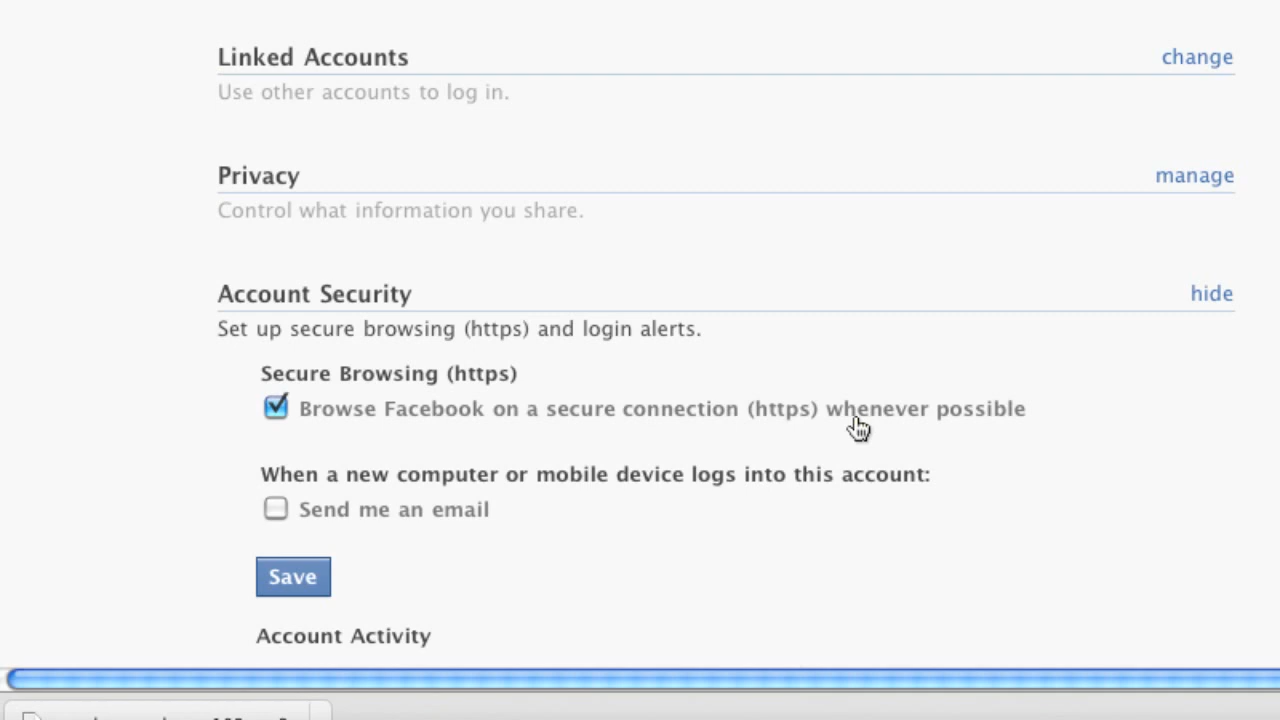 Linked Accounts change
Use other accounts to log in.
Privacy manage
Control what information you share.
Account Security hide
Set up secure browsing (https) and login alerts.
Secure Browsing (https)
Browse Facebook on a secure connection (https) whenever possible
When a new computer or mobile device logs into this account:
Send me an email
Save
Account Activity